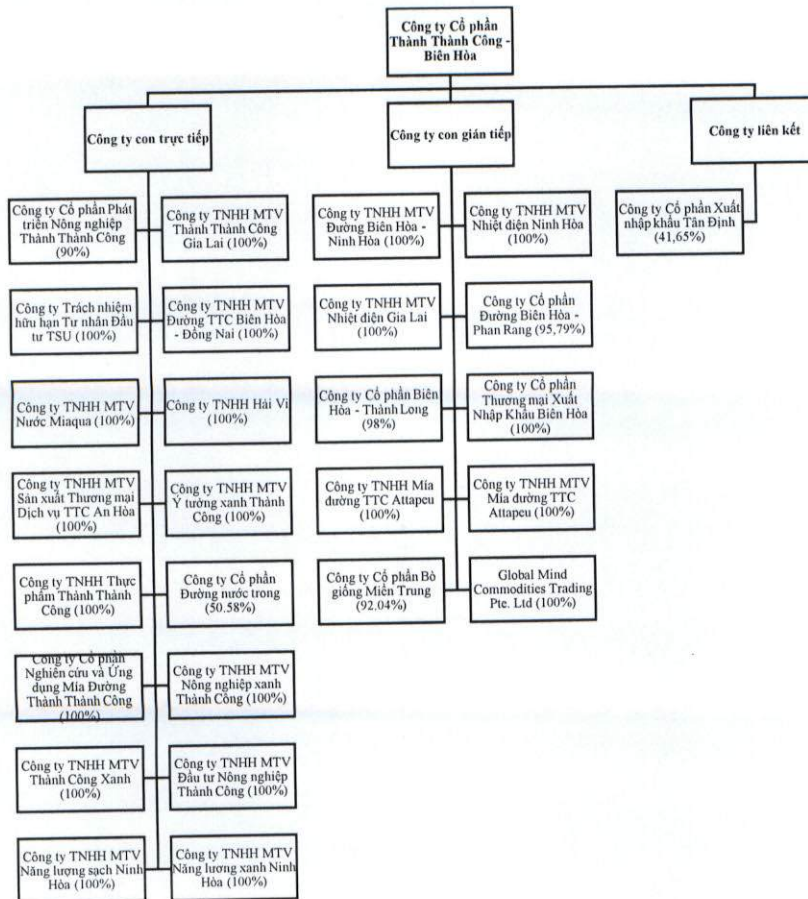 Công ty Cổ phần
Thành Thành Công -
Biên Hòa
Công ty con trực tiếp
Công ty con gián tiếp
Công ty liên kết
Công ty Cổ phần Phát
triển Nông nghiệp
Thành Thành Công
(90%)
Công ty TNHH MTV
Thành Thành Công
Gia Lai (100%)
Công ty TNHH MTV
Đường Biên Hòa -
Ninh Hòa (100%)
Công ty TNHH MTV
Nhiệt điện Ninh Hòa
(100%)
Công ty Cổ phần Xuất
nhập khẩu Tân Định
(41,65%)
Công ty Trách nhiệm
hữu hạn Tư nhân Đầu
tư TSU (100%)
Công ty TNHH MTV
Đường TTC Biên Hòa
- Đồng Nai (100%)
Công ty TNHH MTV
Nhiệt điện Gia Lai
(100%)
Công ty Cổ phần
Đường Biên Hòa -
Phan Rang (95,79%)
Công ty TNHH MTV
Nước Miaqua (100%)
Công ty TNHH Hải Vi
(100%)
Công ty Cổ phần Biên
Hòa - Thành Long
(98%)
Công ty Cổ phần
Thương mại Xuất
Nhập Khẩu Biên Hòa
(100%)
Công ty TNHH MTV
Sản xuất Thương mại
Dịch vụ TTC An Hòa
(100%)
Công ty TNHH MTV
Ý tưởng xanh Thành
Công (100%)
Công ty TNHH Mía
đường TTC Attapeu
(100%)
Công ty TNHH MTV
Mía đường TTC
Attapeu (100%)
Công ty TNHH Thực
phẩm Thành Thành
Công (100%)
Công ty Cổ phần
Đường nước trong
(50.58%)
Công ty Cổ phần Bò
giống Miền Trung
(92.04%)
Global Mind
Commodities Trading
Pte. Ltd (100%)
Công ty Cổ phần
Nghiên cứu và Ứng
dụng Mía Đường
Thành Thành Công
(100%)
Công ty TNHH MTV
Nông nghiệp xanh
Thành Công (100%)
Công ty TNHH MTV
Thành Công Xanh
(100%)
Công ty TNHH MTV
Đầu tư Nông nghiệp
Thành Công (100%)
Công ty TNHH MTV
Năng lượng sạch Ninh
Hòa (100%)
Công ty TNHH MTV
Năng lương xanh Ninh
Hòa (100%)